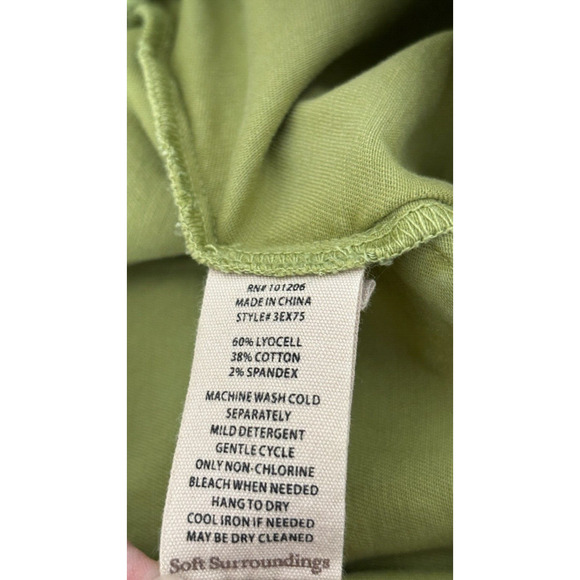 RN# 101206
MADE IN CHINA
STYLE# 3EX75
60% LYOCELL
38% COTTON
2% SPANDEX
MACHINE WASH COLD
SEPARATELY
MILD DETERGENT
GENTLE CYCLE
ONLY NON-CHLORINE
BLEACH WHEN NEEDED
HANG TO DRY
COOL IRON IF NEEDED
MAY BE DRY CLEANED
Soft Surroundings